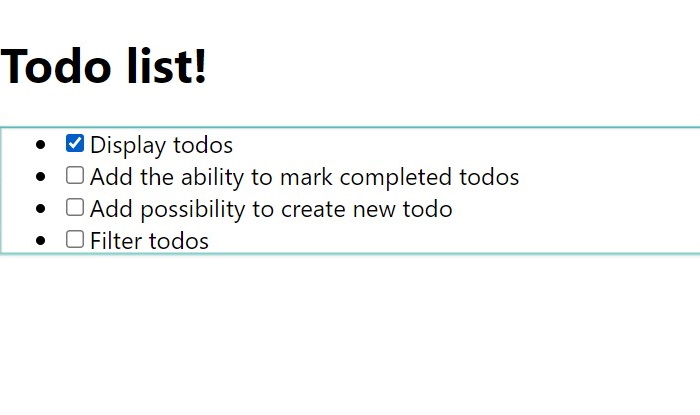 Todo list!
Display todos
Add the ability to mark completed todos
Add possibility to create new todo
Filter todos